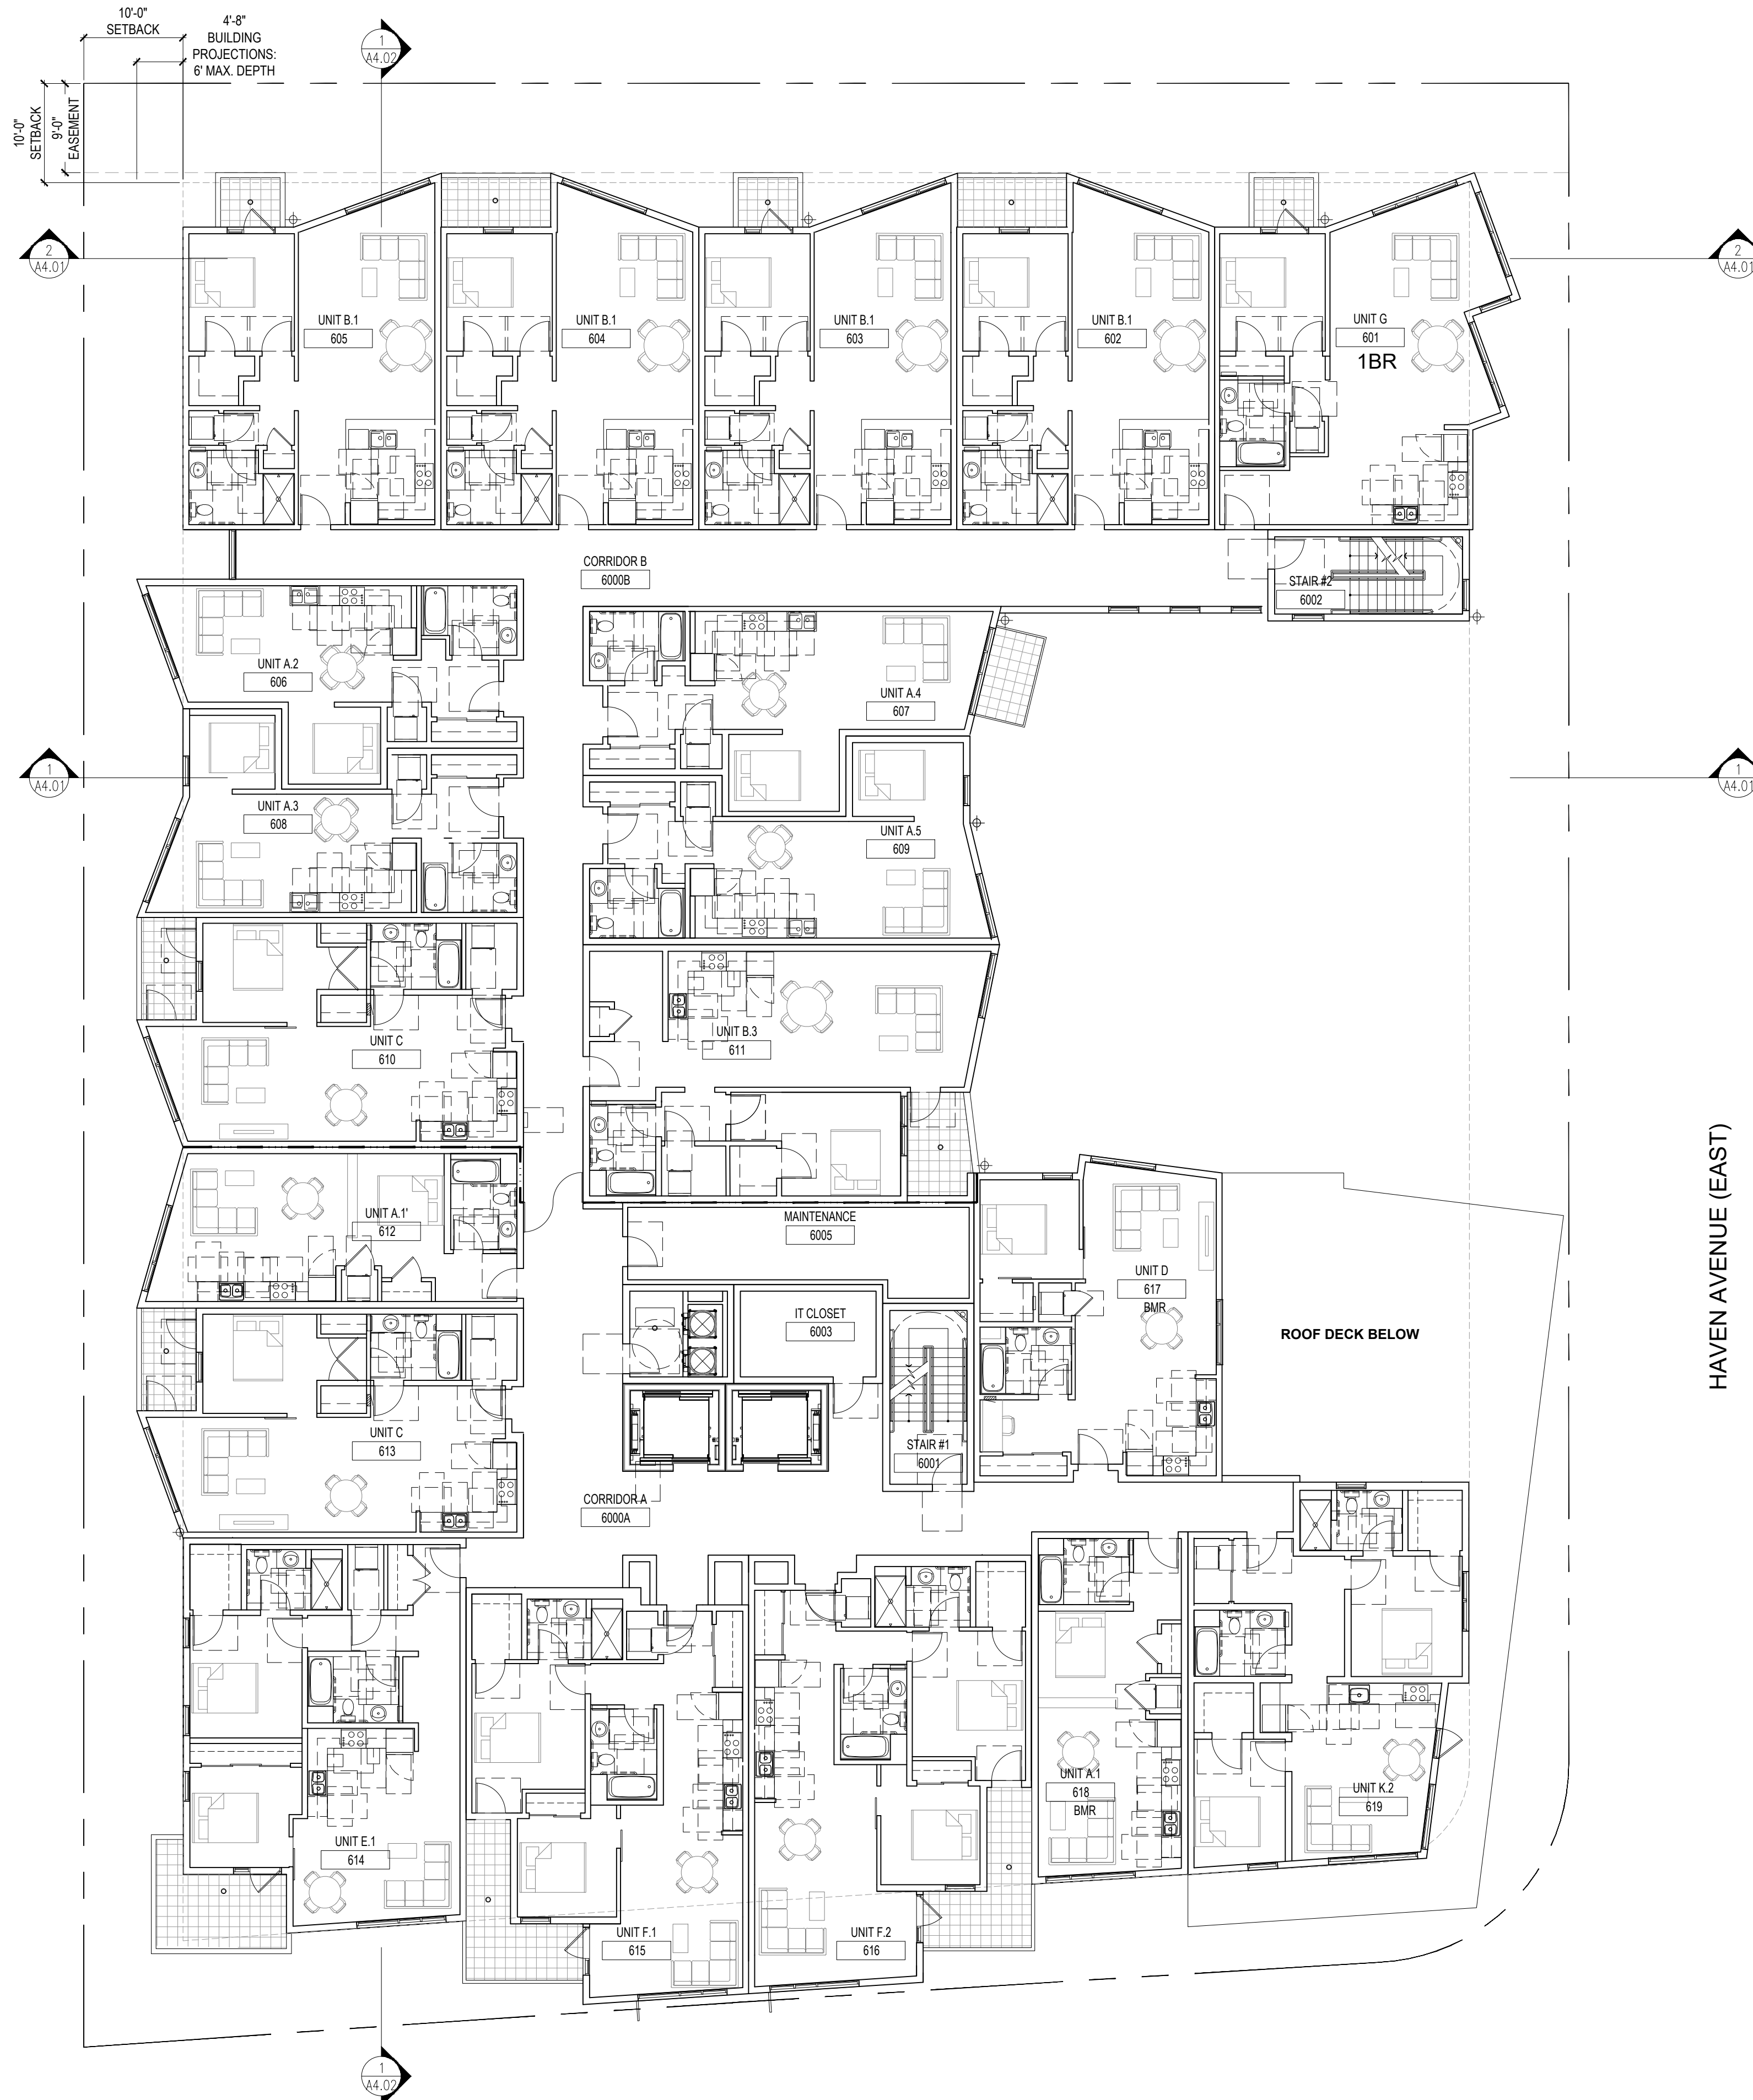 10'-0"
SETBACK
4'-8"
BUILDING
PROJECTIONS:
6' MAX. DEPTH
1
A4.02
10'-0"
SETBACK
9'-0"
EASEMENT
2
A4.01
2
A4.01
UNIT B.1
605
UNIT B.1
604
UNIT B.1
603
UNIT B.1
602
UNIT G
601
1BR
CORRIDOR B
6000B
STAIR #2
6002
UNIT A.2
606
UNIT A.4
607
1
A4.01
1
A4.01
UNIT A.3
608
UNIT A.5
609
UNIT C
610
UNIT B.3
611
HAVEN AVENUE (EAST)
UNIT A.1'
612
MAINTENANCE
6005
UNIT D
617
BMR
IT CLOSET
6003
ROOF DECK BELOW
UNIT C
613
STAIR #1
6001
CORRIDOR A
6000A
UNIT A.1
618
BMR
UNIT K.2
619
UNIT E.1
614
UNIT F.1
615
UNIT F.2
616
1
A4.02